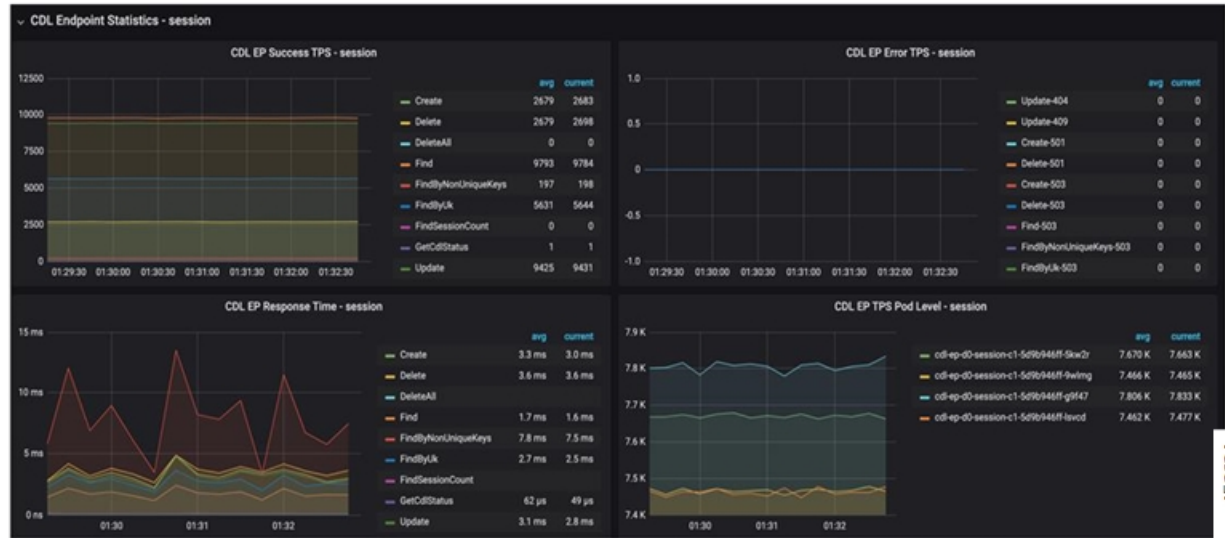 CDL Endpoint Statistics - session
CDL EP Success TPS - session
12500
10000
7500
5000
2500
0
01:29:30 01:30:00 01:30:30 01:31:00 01:31:30 01:32:00 01:32:30
avg current
Create 2679 2683
Delete 2679 2698
DeleteAll 0 0
Find 9793 9784
FindByNonUniqueKeys 197 198
FindByUk 5631 5644
FindSessionCount 0 0
GetCdlStatus 1 1
Update 9425 9431
CDL EP Error TPS - session
1.0
0.5
0
-0.5
-1.0
01:29:30 01:30:00 01:30:30 01:31:00 01:31:30 01:32:00 01:32:30
avg current
Update-404 0 0
Update-409 0 0
Create-501 0 0
Delete-501 0 0
Create-503 0 0
Delete-503 0 0
Find-503 0 0
FindByNonUniqueKeys-503 0 0
FindByUk-503 0 0
CDL EP Response Time - session
15 ms
10 ms
5 ms
0 ns
01:30 01:31 01:32
avg current
Create 3.3 ms 3.0 ms
Delete 3.6 ms 3.6 ms
DeleteAll
Find 1.7 ms 1.6 ms
FindByNonUniqueKeys 7.8 ms 7.5 ms
FindByUk 2.7 ms 2.5 ms
FindSessionCount
GetCdlStatus 62 µs 49 µs
Update 3.1 ms 2.8 ms
CDL EP TPS Pod Level - session
7.9 K
7.8 K
7.7 K
7.6 K
7.5 K
7.4 K
01:30 01:31 01:32
avg current
cdl-ep-d0-session-c1-5d9b946ff-5kw2r 7.670 K 7.663 K
cdl-ep-d0-session-c1-5d9b946ff-9wlmg 7.466 K 7.465 K
cdl-ep-d0-session-c1-5d9b946ff-g9f47 7.806 K 7.833 K
cdl-ep-d0-session-c1-5d9b946ff-lsvcd 7.462 K 7.477 K